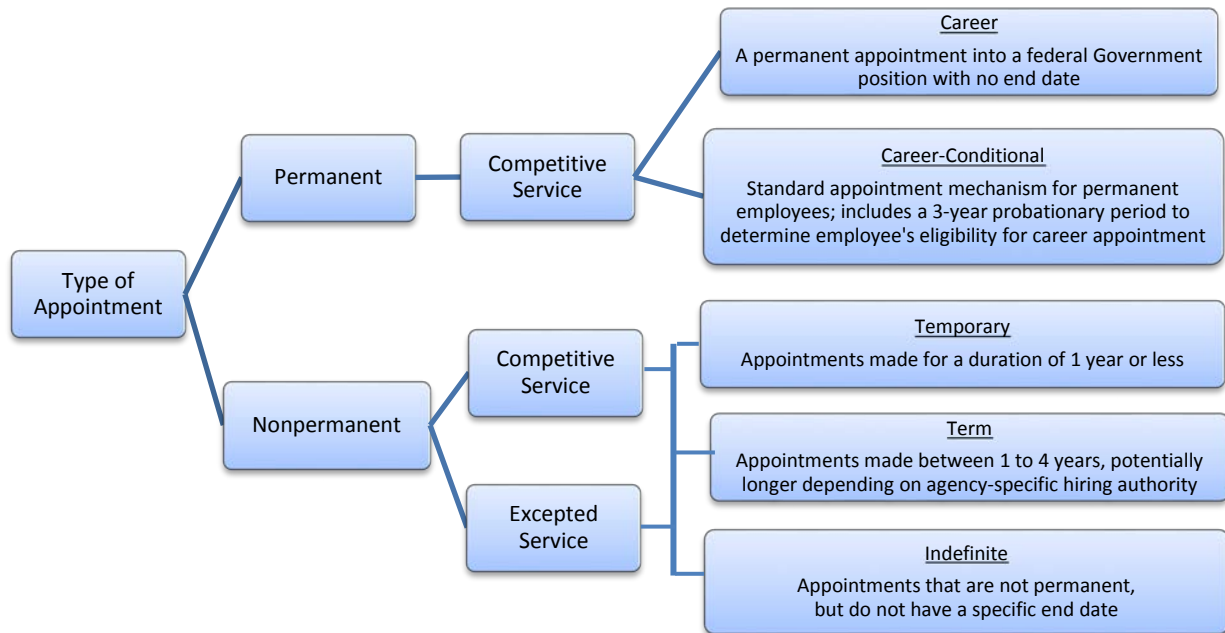 Career
A permanent appointment into a federal Government
position with no end date
Permanent
Competitive
Service
Career-Conditional
Standard appointment mechanism for permanent
employees; includes a 3-year probationary period to
determine employee's eligibility for career appointment
Type of
Appointment
Nonpermanent
Competitive
Service
Excepted
Service
Temporary
Appointments made for a duration of 1 year or less
Term
Appointments made between 1 to 4 years, potentially
longer depending on agency-specific hiring authority
Indefinite
Appointments that are not permanent,
but do not have a specific end date